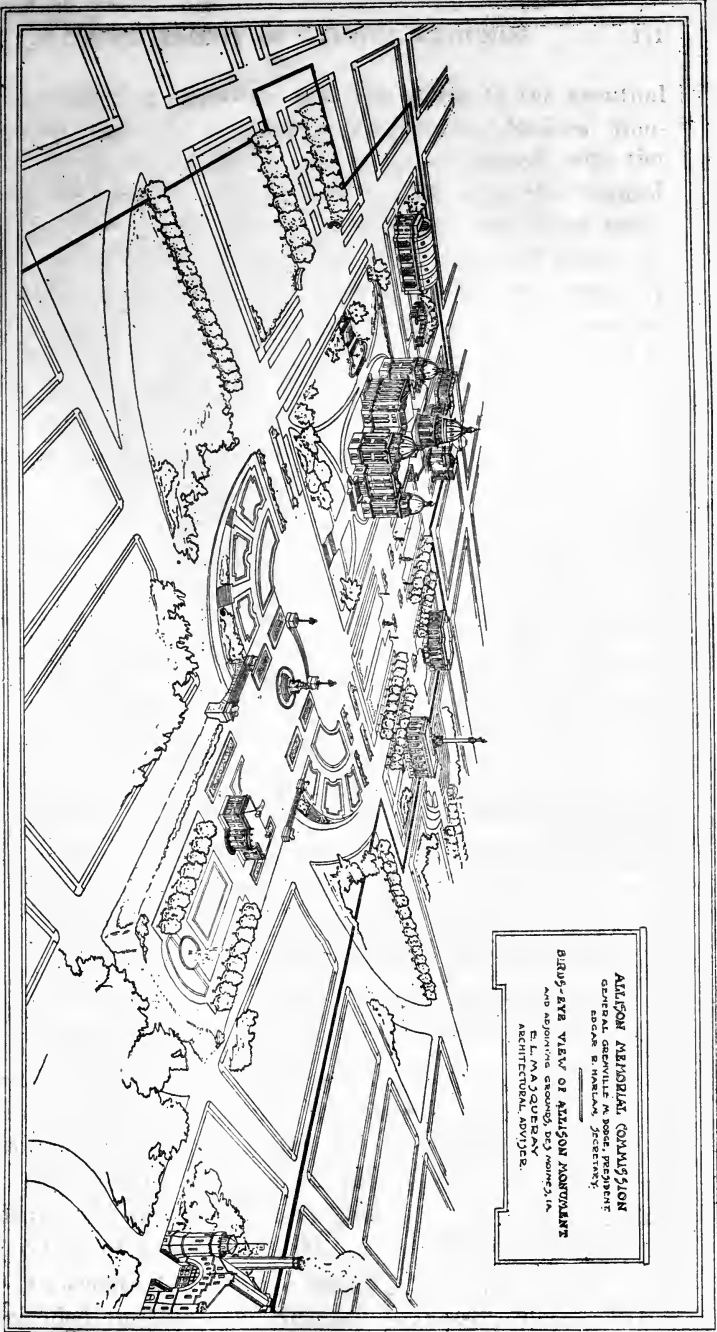 ALLISON MEMORIAL COMMISSION
GENERAL GRENVILLE M. DODGE, PRESIDENT
EDGAR R. HARLAN, SECRETARY.
BIRDS-EYE VIEW OF ALLISON MONUMENT
AND ADJOINING GROUNDS, DES MOINES, IA.
E. L. MASQUERAY
ARCHITECTURAL ADVISER.